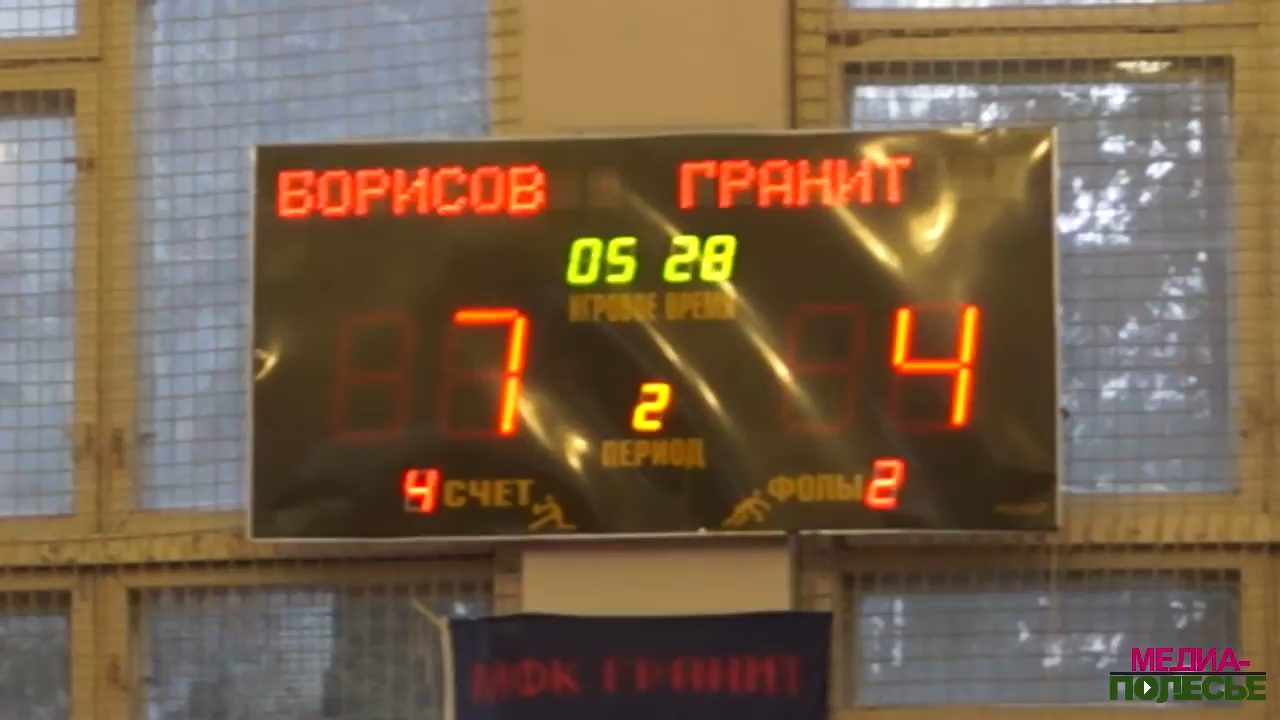 БОРИСОВ ГРАНИТ
05 28
ИГРОВОЕ ВРЕМЯ
7 4
2
ПЕРИОД
4 СЧЕТ ФОЛЫ 2
МФК ГРАНИТ
МЕДИА-
ПОЛЕСЬЕ